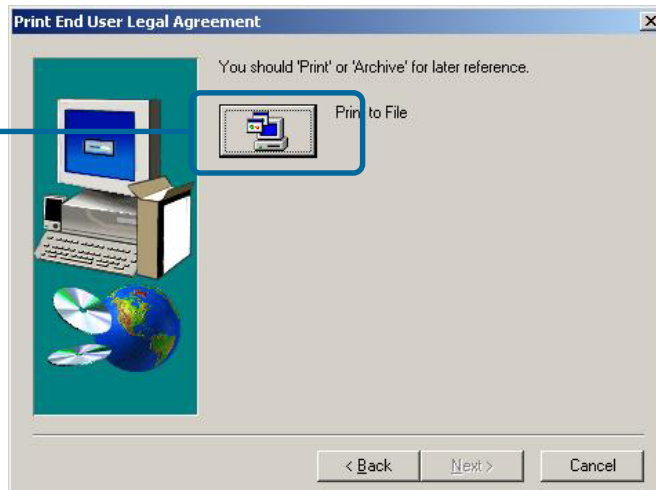 Print End User Legal Agreement
You should 'Print' or 'Archive' for later reference.
Print to File
< Back
Next >
Cancel